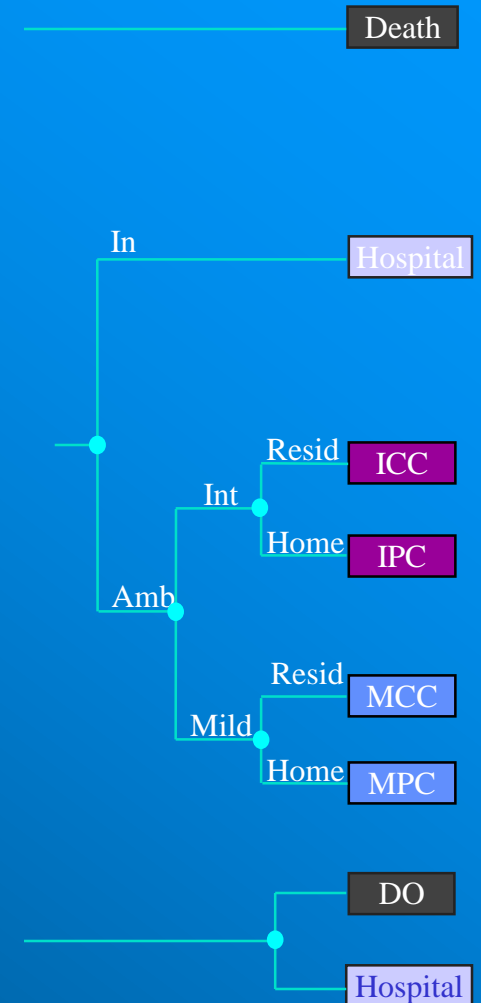 Death
In
Hospital
Resid
ICC
Int
Home
IPC
Amb
Resid
MCC
Mild
Home
MPC
DO
Hospital